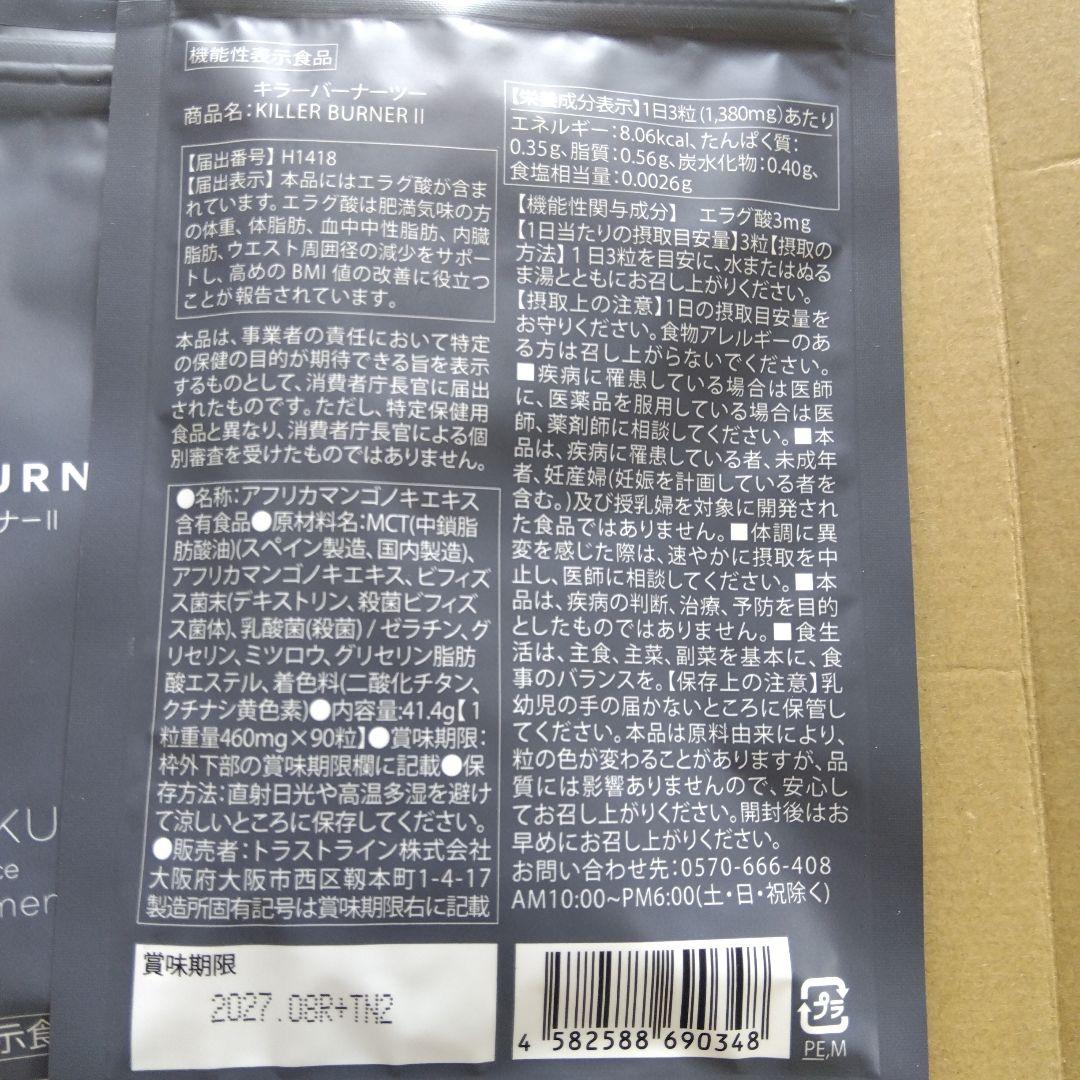 機能性表示食品
キラーバーナーツー
商品名:KILLER BURNER II
【届出番号】H1418
【届出表示】本品にはエラグ酸が含ま
れています。エラグ酸は肥満気味の方
の体重、体脂肪、血中中性脂肪、内臓
脂肪、ウエスト周囲径の減少をサポー
トし、高めのBMI値の改善に役立つ
ことが報告されています。
本品は、事業者の責任において特定
の保健の目的が期待できる旨を表示
するものとして、消費者庁長官に届出
されたものです。ただし、特定保健用
食品と異なり、消費者庁長官による個
別審査を受けたものではありません。
●名称:アフリカマンゴノキエキス
含有食品●原材料名:MCT(中鎖脂
肪酸油)(スペイン製造、国内製造)、
アフリカマンゴノキエキス、ビフィズ
ス菌末(デキストリン、殺菌ビフィズ
ス菌体)、乳酸菌(殺菌) / ゼラチン、グ
リセリン、ミツロウ、グリセリン脂肪
酸エステル、着色料(二酸化チタン、
クチナシ黄色素)●内容量:41.4g【1
粒重量460mg×90粒】●賞味期限:
枠外下部の賞味期限欄に記載●保
存方法:直射日光や高温多湿を避け
て涼しいところに保存してください。
●販売者:トラストライン株式会社
大阪府大阪市西区靱本町1-4-17
製造所固有記号は賞味期限右に記載
賞味期限
2027.08R+TN2
【栄養成分表示】1日3粒(1,380mg)あたり
エネルギー:8.06kcal、たんぱく質:
0.35g、脂質:0.56g、炭水化物:0.40g、
食塩相当量:0.0026g
【機能性関与成分】 エラグ酸3mg
【1日当たりの摂取目安量】3粒【摂取の
方法】1日3粒を目安に、水またはぬる
ま湯とともにお召し上がりください。
【摂取上の注意】1日の摂取目安量を
お守りください。食物アレルギーのあ
る方は召し上がらないでください。
■疾病に罹患している場合は医師
に、医薬品を服用している場合は医
師、薬剤師に相談してください。■本
品は、疾病に罹患している者、未成年
者、妊産婦(妊娠を計画している者を
含む。)及び授乳婦を対象に開発され
た食品ではありません。■体調に異
変を感じた際は、速やかに摂取を中
止し、医師に相談してください。■本
品は、疾病の判断、治療、予防を目的
としたものではありません。■食生
活は、主食、主菜、副菜を基本に、食
事のバランスを。【保存上の注意】乳
幼児の手の届かないところに保管し
てください。本品は原料由来により、
粒の色が変わることがありますが、品
質には影響ありませんので、安心し
てお召し上がりください。開封後はお
早めにお召し上がりください。
お問い合わせ先:0570-666-408
AM10:00~PM6:00(土・日・祝除く)
4 582588 690348
プラ
PE,M
URN
ナーII
KU
ce
mer
示食